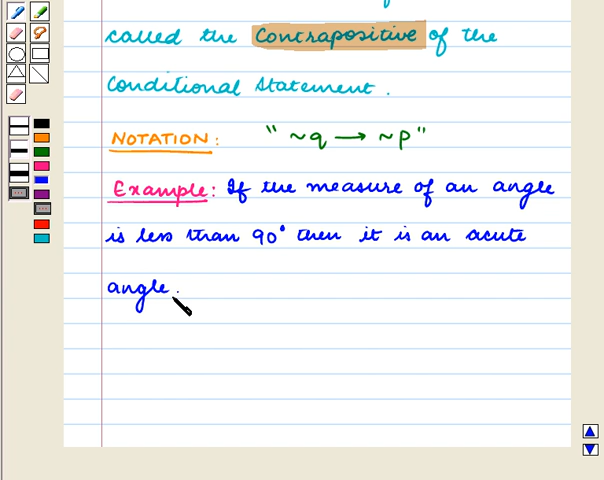 called the Contrapositive of the
Conditional Statement.
NOTATION: " ~q → ~p "
Example: If the measure of an angle
is less than 90° then it is an acute
angle.